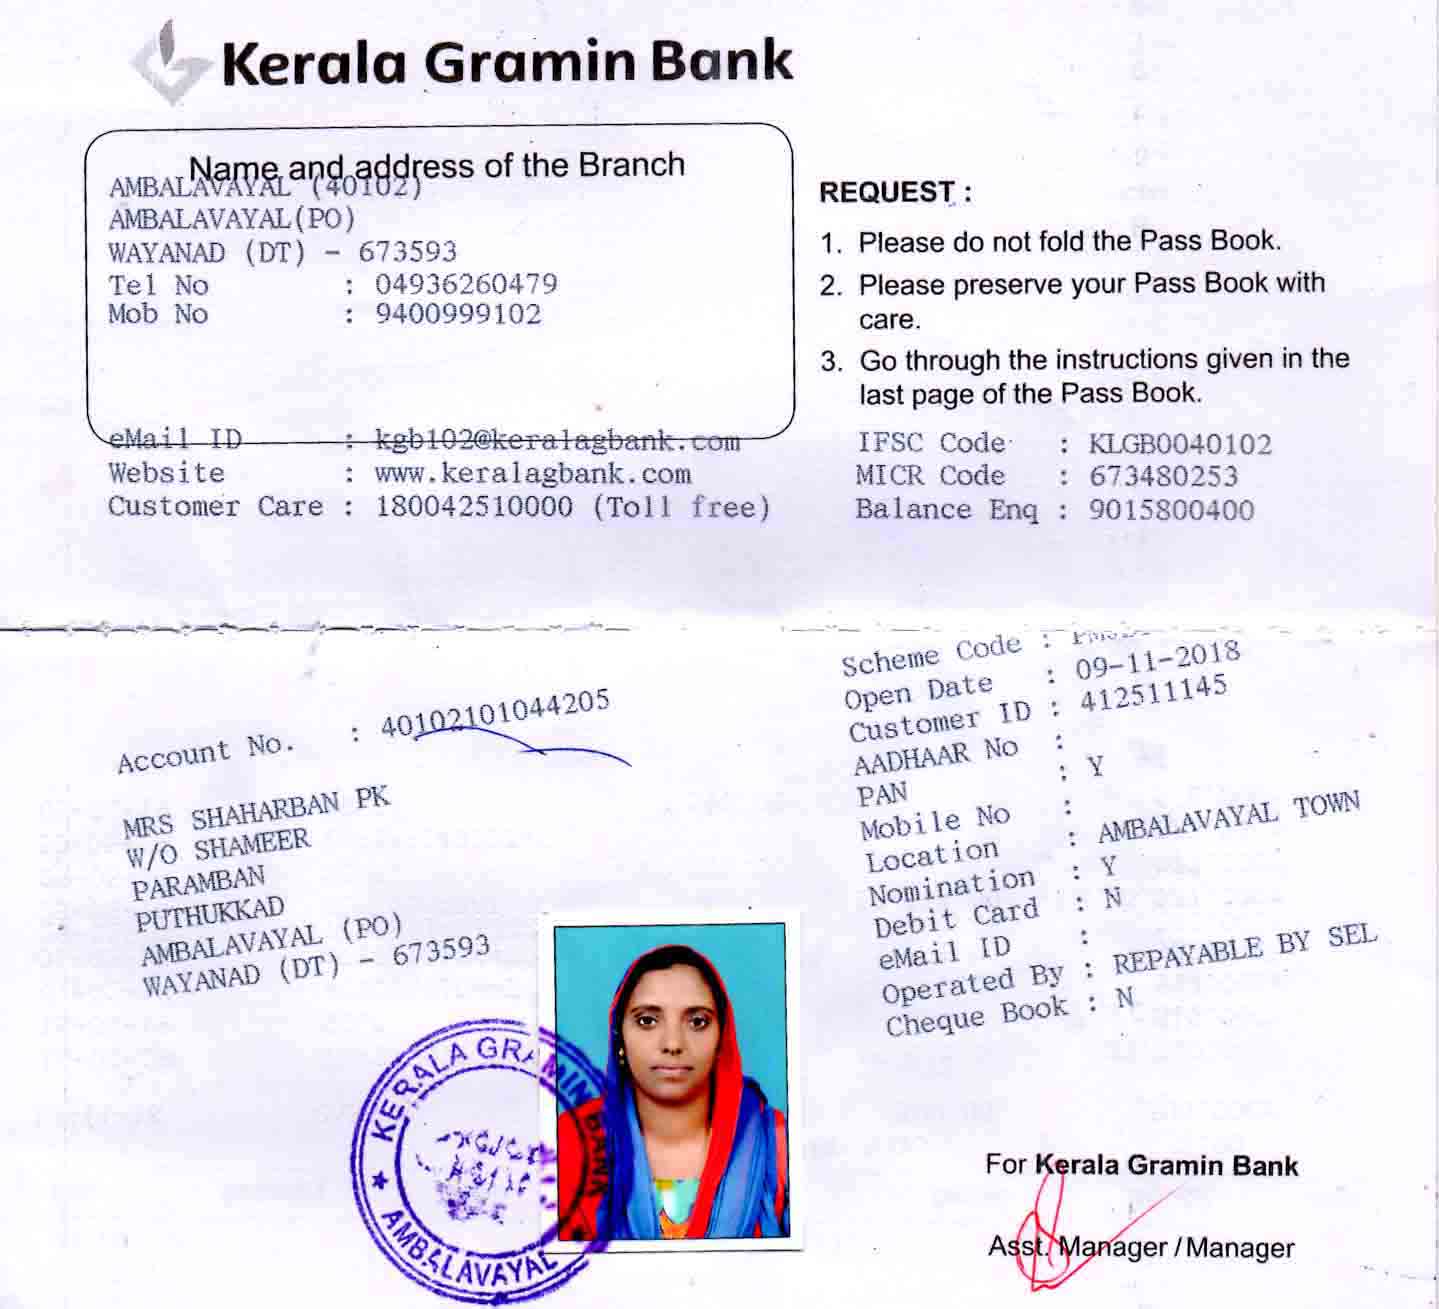 Kerala Gramin Bank
Name and address of the Branch
AMBALAVAYAL (40102)
AMBALAVAYAL(PO)
WAYANAD (DT) - 673593
Tel No : 04936260479
Mob No : 9400999102
eMail ID : kgb102@keralagbank.com
Website : www.keralagbank.com
Customer Care : 180042510000 (Toll free)
REQUEST :
1. Please do not fold the Pass Book.
2. Please preserve your Pass Book with
care.
3. Go through the instructions given in the
last page of the Pass Book.
IFSC Code : KLGB0040102
MICR Code : 673480253
Balance Enq : 9015800400
Account No. : 40102101044205
MRS SHAHARBAN PK
W/O SHAMEER
PARAMBAN
PUTHUKKAD
AMBALAVAYAL (PO)
WAYANAD (DT) - 673593
Scheme Code :
Open Date : 09-11-2018
Customer ID : 412511145
AADHAAR No :
PAN : Y
Mobile No :
Location : AMBALAVAYAL TOWN
Nomination : Y
Debit Card : N
eMail ID :
Operated By : REPAYABLE BY SEL
Cheque Book : N
KERALA GRAMIN BANK
AMBALAVAYAL
For Kerala Gramin Bank
Asst. Manager / Manager